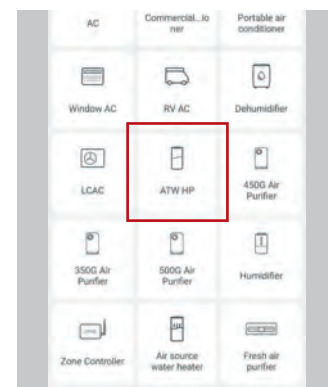 AC
Commercial...io
ner
Portable air
conditioner
Window AC
RV AC
Dehumidifier
LCAC
ATW HP
450G Air
Purifier
350G Air
Purifier
500G Air
Purifier
Humidifier
Zone Controller
Air source
water heater
Fresh air
purifier